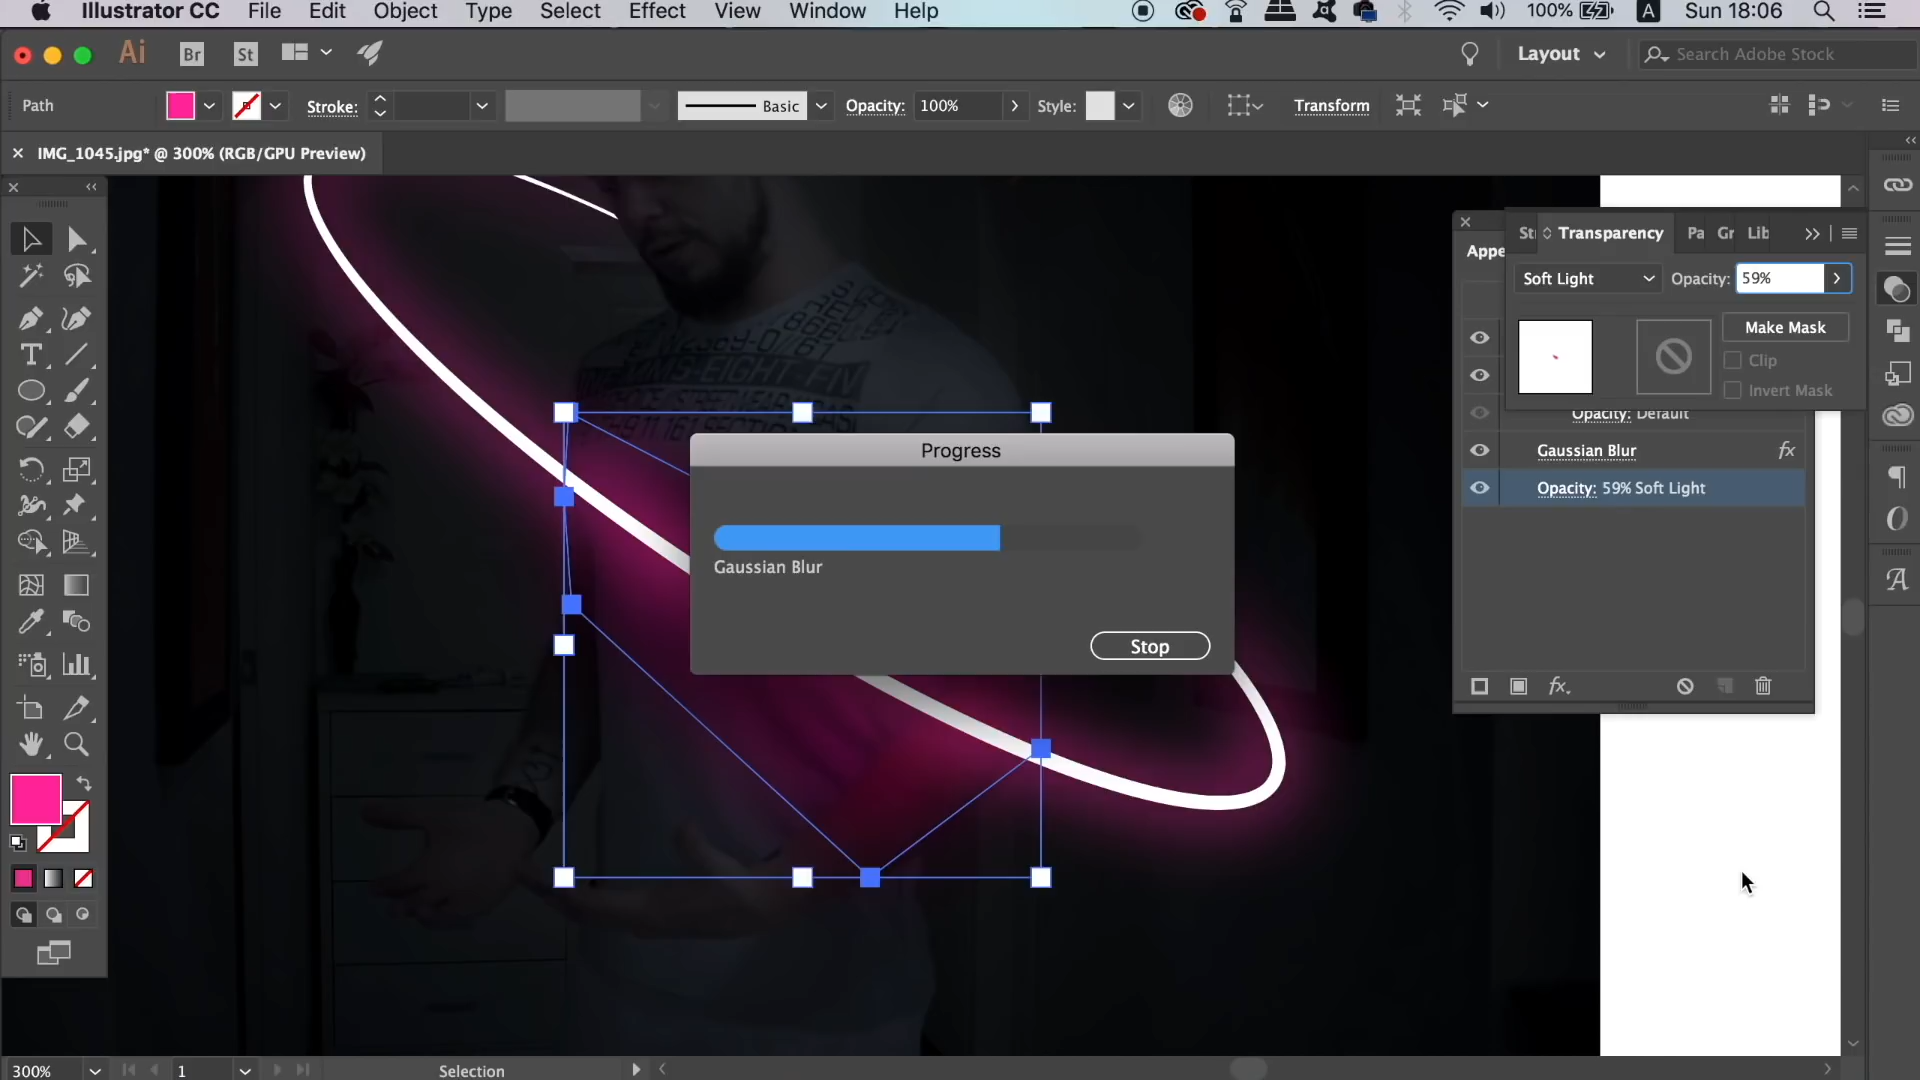 Illustrator CC File Edit Object Type Select Effect View Window Help 100% A Sun 18:06
Ai Br St Layout Search Adobe Stock
Path Stroke: Basic Opacity: 100% Style: Transform
IMG_1045.jpg* @ 300% (RGB/GPU Preview)
Transparency Pa Gr Lib
Appe
Soft Light Opacity: 59%
Make Mask
Clip
Invert Mask
Opacity: Default
Gaussian Blur fx
Opacity: 59% Soft Light
fx
Progress
Gaussian Blur
Stop
300% 1 Selection